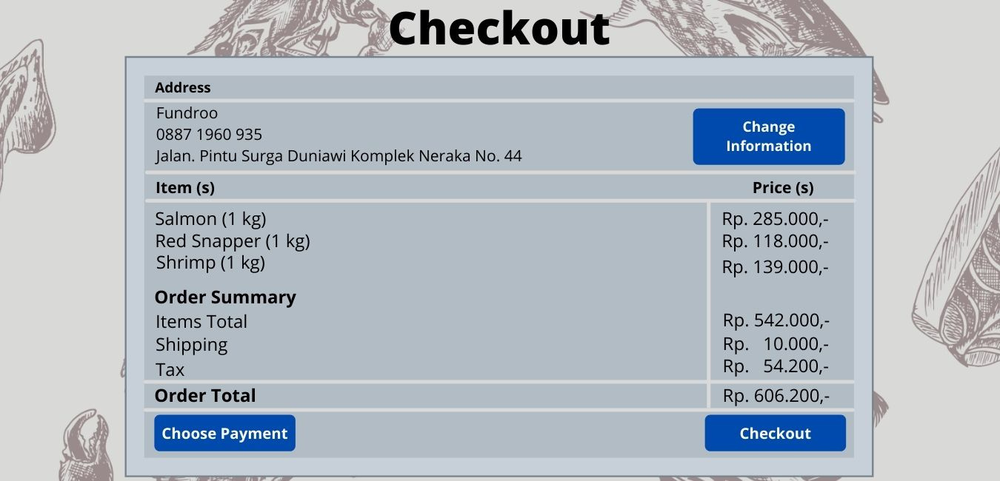 Checkout
Address
Fundroo
0887 1960 935
Jalan. Pintu Surga Duniawi Komplek Neraka No. 44
Change
Information
Item (s) Price (s)
Salmon (1 kg) Rp. 285.000,-
Red Snapper (1 kg) Rp. 118.000,-
Shrimp (1 kg) Rp. 139.000,-
Order Summary
Items Total Rp. 542.000,-
Shipping Rp. 10.000,-
Tax Rp. 54.200,-
Order Total Rp. 606.200,-
Choose Payment Checkout